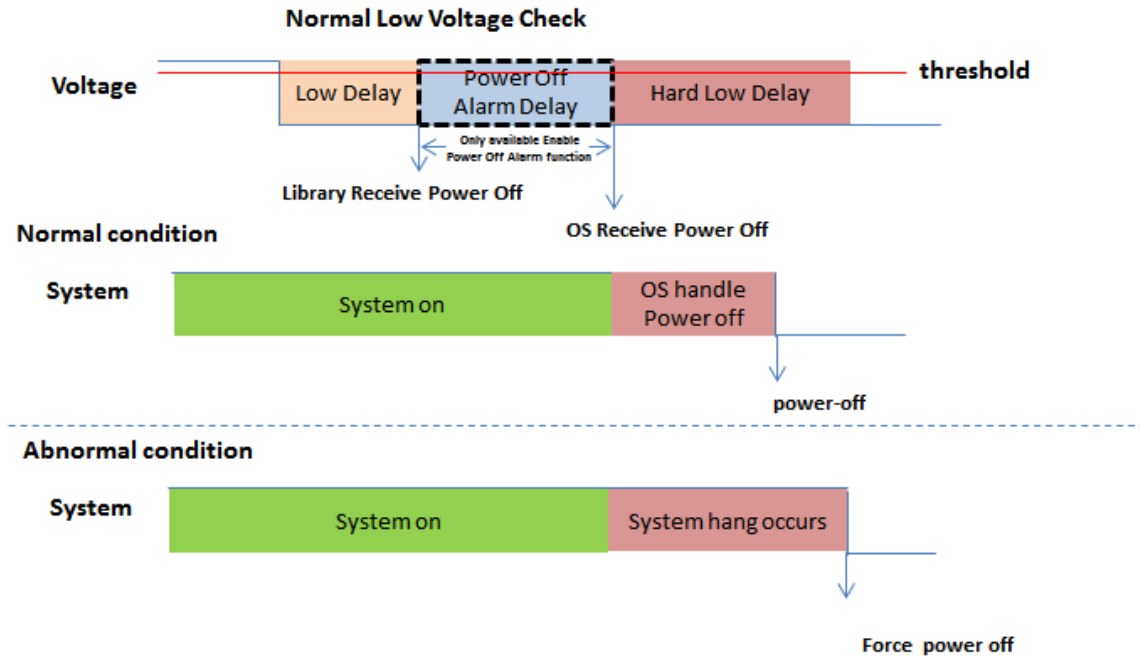 Normal Low Voltage Check
Voltage
Low Delay
Power Off
Alarm Delay
Hard Low Delay
threshold
Only available Enable
Power Off Alarm function
Library Receive Power Off
OS Receive Power Off
Normal condition
System
System on
OS handle
Power off
power-off
Abnormal condition
System
System on
System hang occurs
Force power off